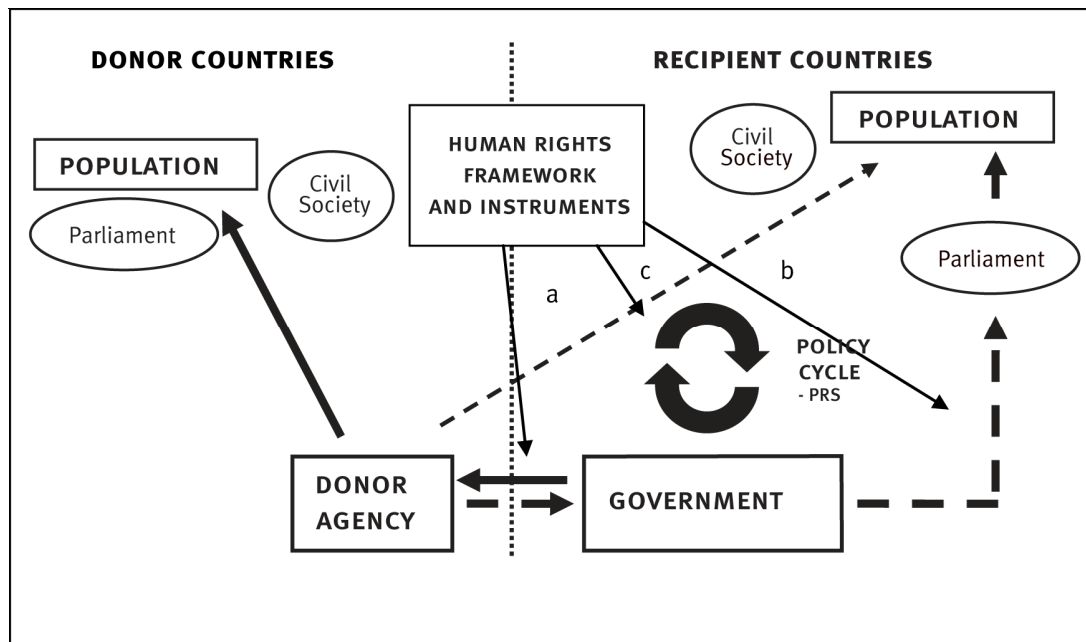 DONOR COUNTRIES
RECIPIENT COUNTRIES
POPULATION
Parliament
Civil
Society
HUMAN RIGHTS
FRAMEWORK
AND INSTRUMENTS
Civil
Society
POPULATION
Parliament
a
c
b
POLICY
CYCLE
- PRS
DONOR
AGENCY
GOVERNMENT